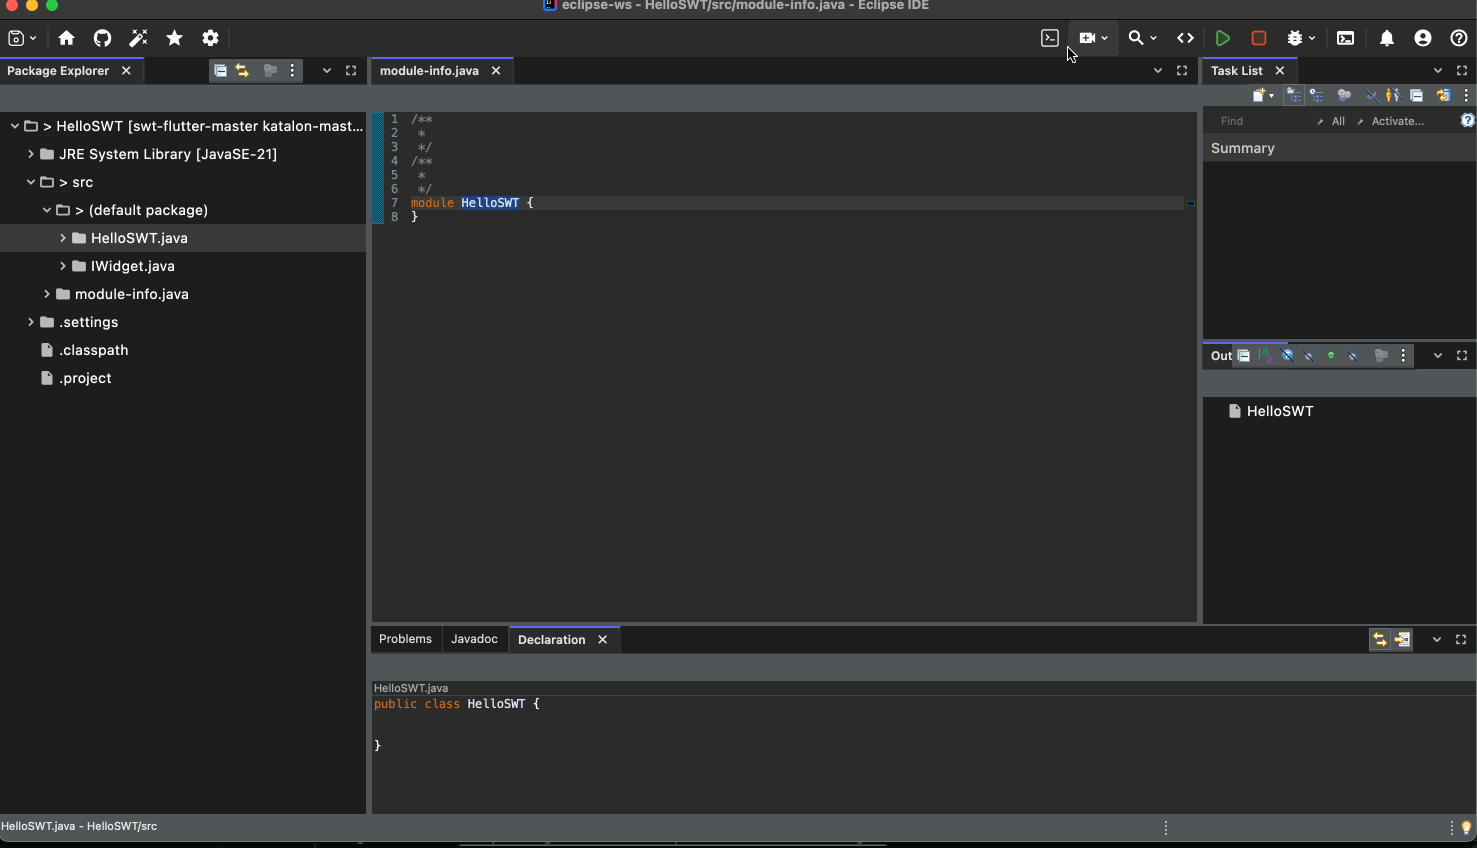 eclipse-ws - HelloSWT/src/module-info.java - Eclipse IDE
Package Explorer
> HelloSWT [swt-flutter-master katalon-mast...
JRE System Library [JavaSE-21]
> src
> (default package)
HelloSWT.java
IWidget.java
module-info.java
.settings
.classpath
.project
module-info.java
1 /**
2 *
3 */
4 /**
5 *
6 */
7 module HelloSWT {
8 }
Task List
Find All Activate...
Summary
Out
HelloSWT
Problems Javadoc Declaration
HelloSWT.java
public class HelloSWT {
}
HelloSWT.java - HelloSWT/src